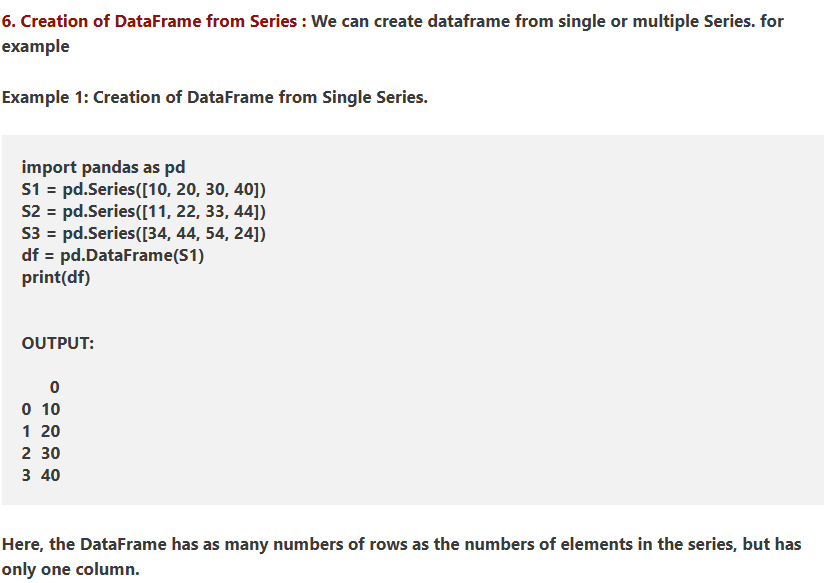 6. Creation of DataFrame from Series : We can create dataframe from single or multiple Series. for
example
Example 1: Creation of DataFrame from Single Series.
import pandas as pd
S1 = pd.Series([10, 20, 30, 40])
S2 = pd.Series([11, 22, 33, 44])
S3 = pd.Series([34, 44, 54, 24])
df = pd.DataFrame(S1)
print(df)
OUTPUT:
0
0 10
1 20
2 30
3 40
Here, the DataFrame has as many numbers of rows as the numbers of elements in the series, but has
only one column.